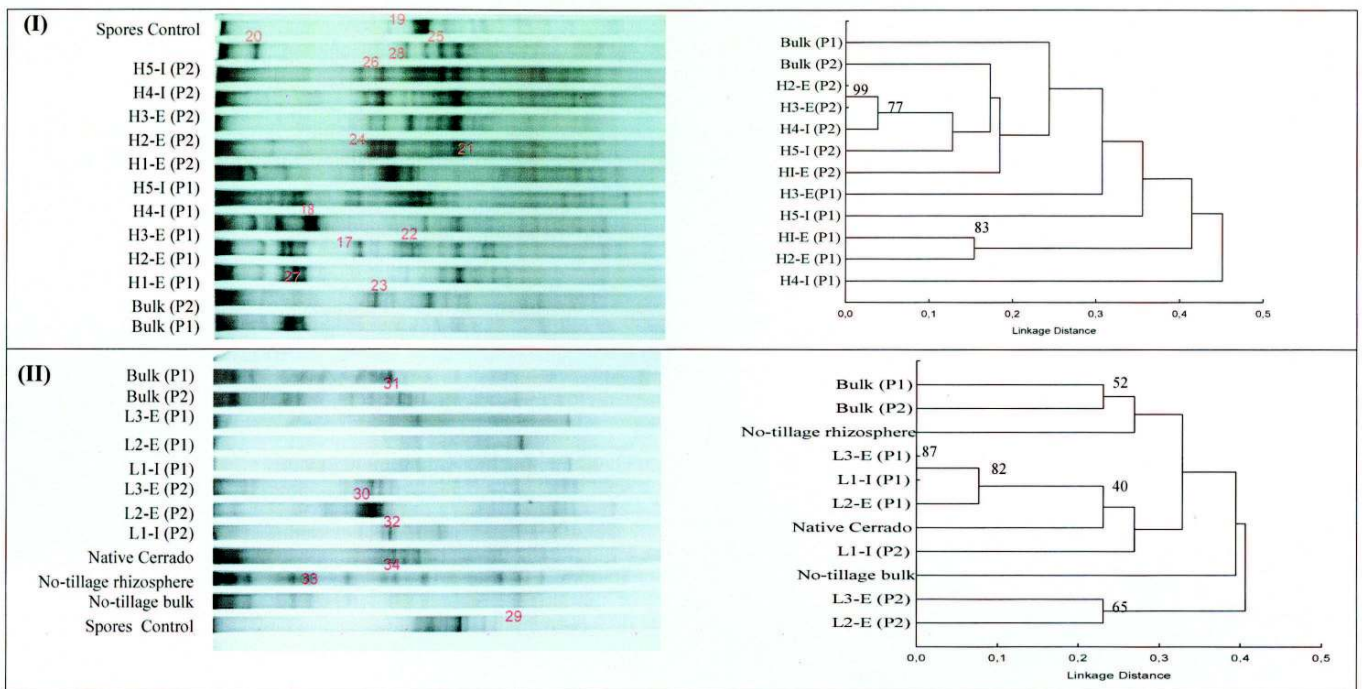 (I)
Spores Control
H5-I (P2)
H4-I (P2)
H3-E (P2)
H2-E (P2)
H1-E (P2)
H5-I (P1)
H4-I (P1)
H3-E (P1)
H2-E (P1)
H1-E (P1)
Bulk (P2)
Bulk (P1)
19
20
25
28
26
24
21
18
22
17
27
23
Bulk (P1)
Bulk (P2)
H2-E (P2)
99
H3-E(P2)
77
H4-I (P2)
H5-I (P2)
HI-E (P2)
H3-E(P1)
H5-I (P1)
HI-E (P1)
83
H2-E (P1)
H4-I (P1)
0,0 0,1 0,2 0,3 0,4 0,5
Linkage Distance
(II)
Bulk (P1)
Bulk (P2)
L3-E (P1)
L2-E (P1)
L1-I (P1)
L3-E (P2)
L2-E (P2)
L1-I (P2)
Native Cerrado
No-tillage rhizosphere
No-tillage bulk
Spores Control
31
30
32
34
33
29
Bulk (P1)
52
Bulk (P2)
No-tillage rhizosphere
L3-E (P1)
87
82
L1-I (P1)
40
L2-E (P1)
Native Cerrado
L1-I (P2)
No-tillage bulk
L3-E (P2)
65
L2-E (P2)
0,0 0,1 0,2 0,3 0,4 0,5
Linkage Distance